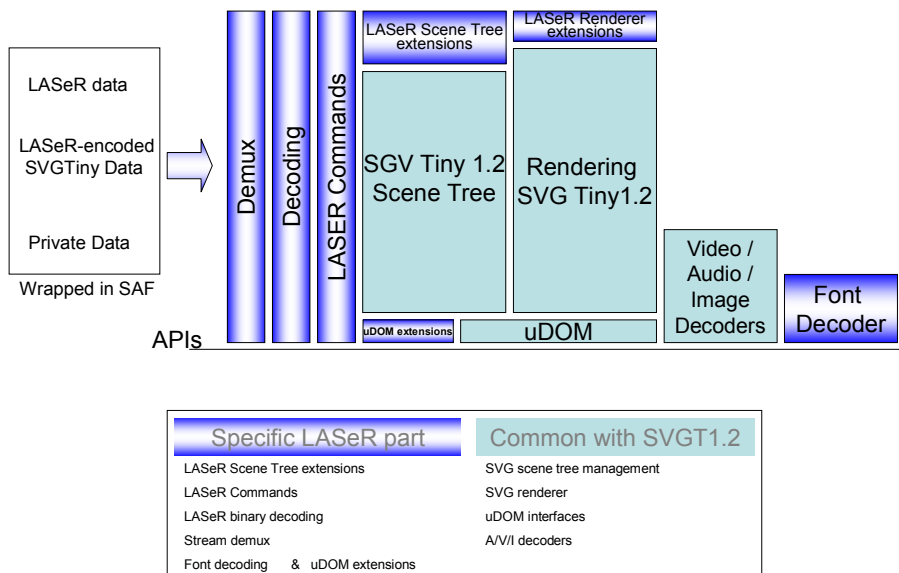 LASeR data
LASeR-encoded
SVGTiny Data
Private Data
Wrapped in SAF
APIs
Demux
Decoding
LASER Commands
LASeR Scene Tree
extensions
LASeR Renderer
extensions
SGV Tiny 1.2
Scene Tree
Rendering
SVG Tiny1.2
uDOM extensions
uDOM
Video /
Audio /
Image
Decoders
Font
Decoder
Specific LASeR part
LASeR Scene Tree extensions
LASeR Commands
LASeR binary decoding
Stream demux
Font decoding & uDOM extensions
Common with SVGT1.2
SVG scene tree management
SVG renderer
uDOM interfaces
A/V/I decoders